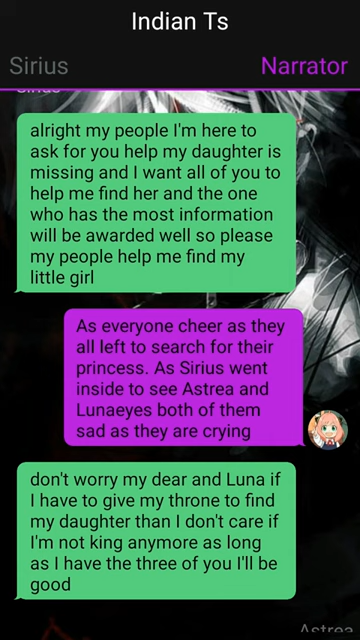 Indian Ts
Sirius
Narrator
Sirius
alright my people I'm here to
ask for you help my daughter is
missing and I want all of you to
help me find her and the one
who has the most information
will be awarded well so please
my people help me find my
little girl
As everyone cheer as they
all left to search for their
princess. As Sirius went
inside to see Astrea and
Lunaeyes both of them
sad as they are crying
don't worry my dear and Luna if
I have to give my throne to find
my daughter than I don't care if
I'm not king anymore as long
as I have the three of you I'll be
good
Astrea